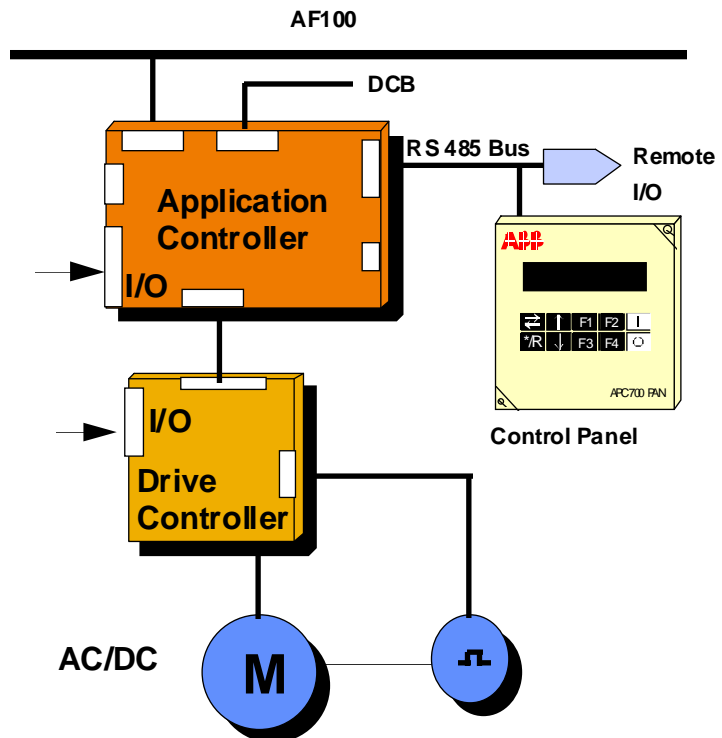 AF100
DCB
RS 485 Bus
Remote
I/O
Application
Controller
I/O
ABB
F1 F2 I
*/R F3 F4
APC700 PAN
Control Panel
I/O
Drive
Controller
AC/DC
M